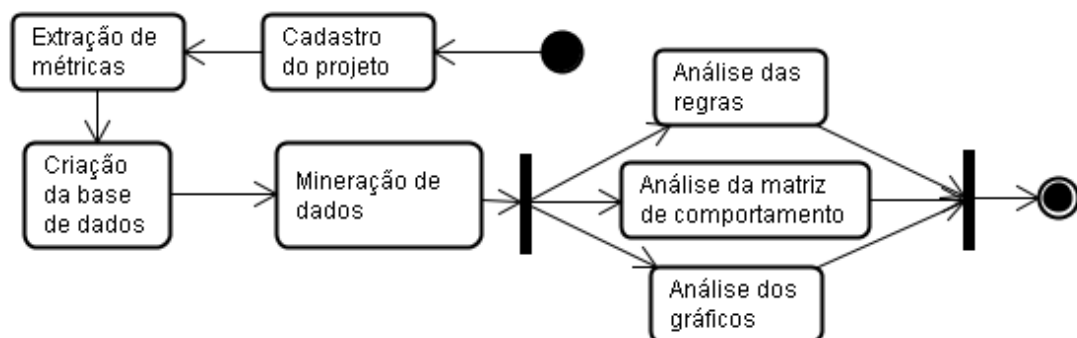 Extração de
métricas
Cadastro
do projeto
Criação
da base
de dados
Mineração de
dados
Análise das
regras
Análise da matriz
de comportamento
Análise dos
gráficos